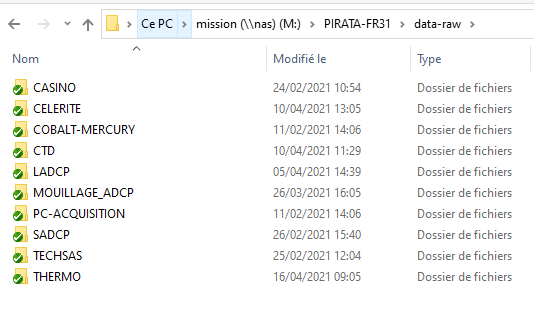 Ce PC > mission (\\nas) (M:) > PIRATA-FR31 > data-raw >
Nom Modifié le Type
CASINO 24/02/2021 10:54 Dossier de fichiers
CELERITE 10/04/2021 13:05 Dossier de fichiers
COBALT-MERCURY 11/02/2021 14:06 Dossier de fichiers
CTD 10/04/2021 11:29 Dossier de fichiers
LADCP 05/04/2021 14:39 Dossier de fichiers
MOUILLAGE_ADCP 26/03/2021 16:05 Dossier de fichiers
PC-ACQUISITION 11/02/2021 14:06 Dossier de fichiers
SADCP 26/02/2021 15:40 Dossier de fichiers
TECHSAS 25/02/2021 12:04 Dossier de fichiers
THERMO 16/04/2021 09:05 Dossier de fichiers